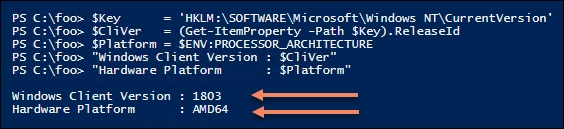 PS C:\foo> $Key      = 'HKLM:\SOFTWARE\Microsoft\Windows NT\CurrentVersion'
PS C:\foo> $CliVer   = (Get-ItemProperty -Path $Key).ReleaseId
PS C:\foo> $Platform = $ENV:PROCESSOR_ARCHITECTURE
PS C:\foo> "Windows Client Version : $CliVer"
PS C:\foo> "Hardware Platform      : $Platform"
Windows Client Version : 1803
Hardware Platform      : AMD64